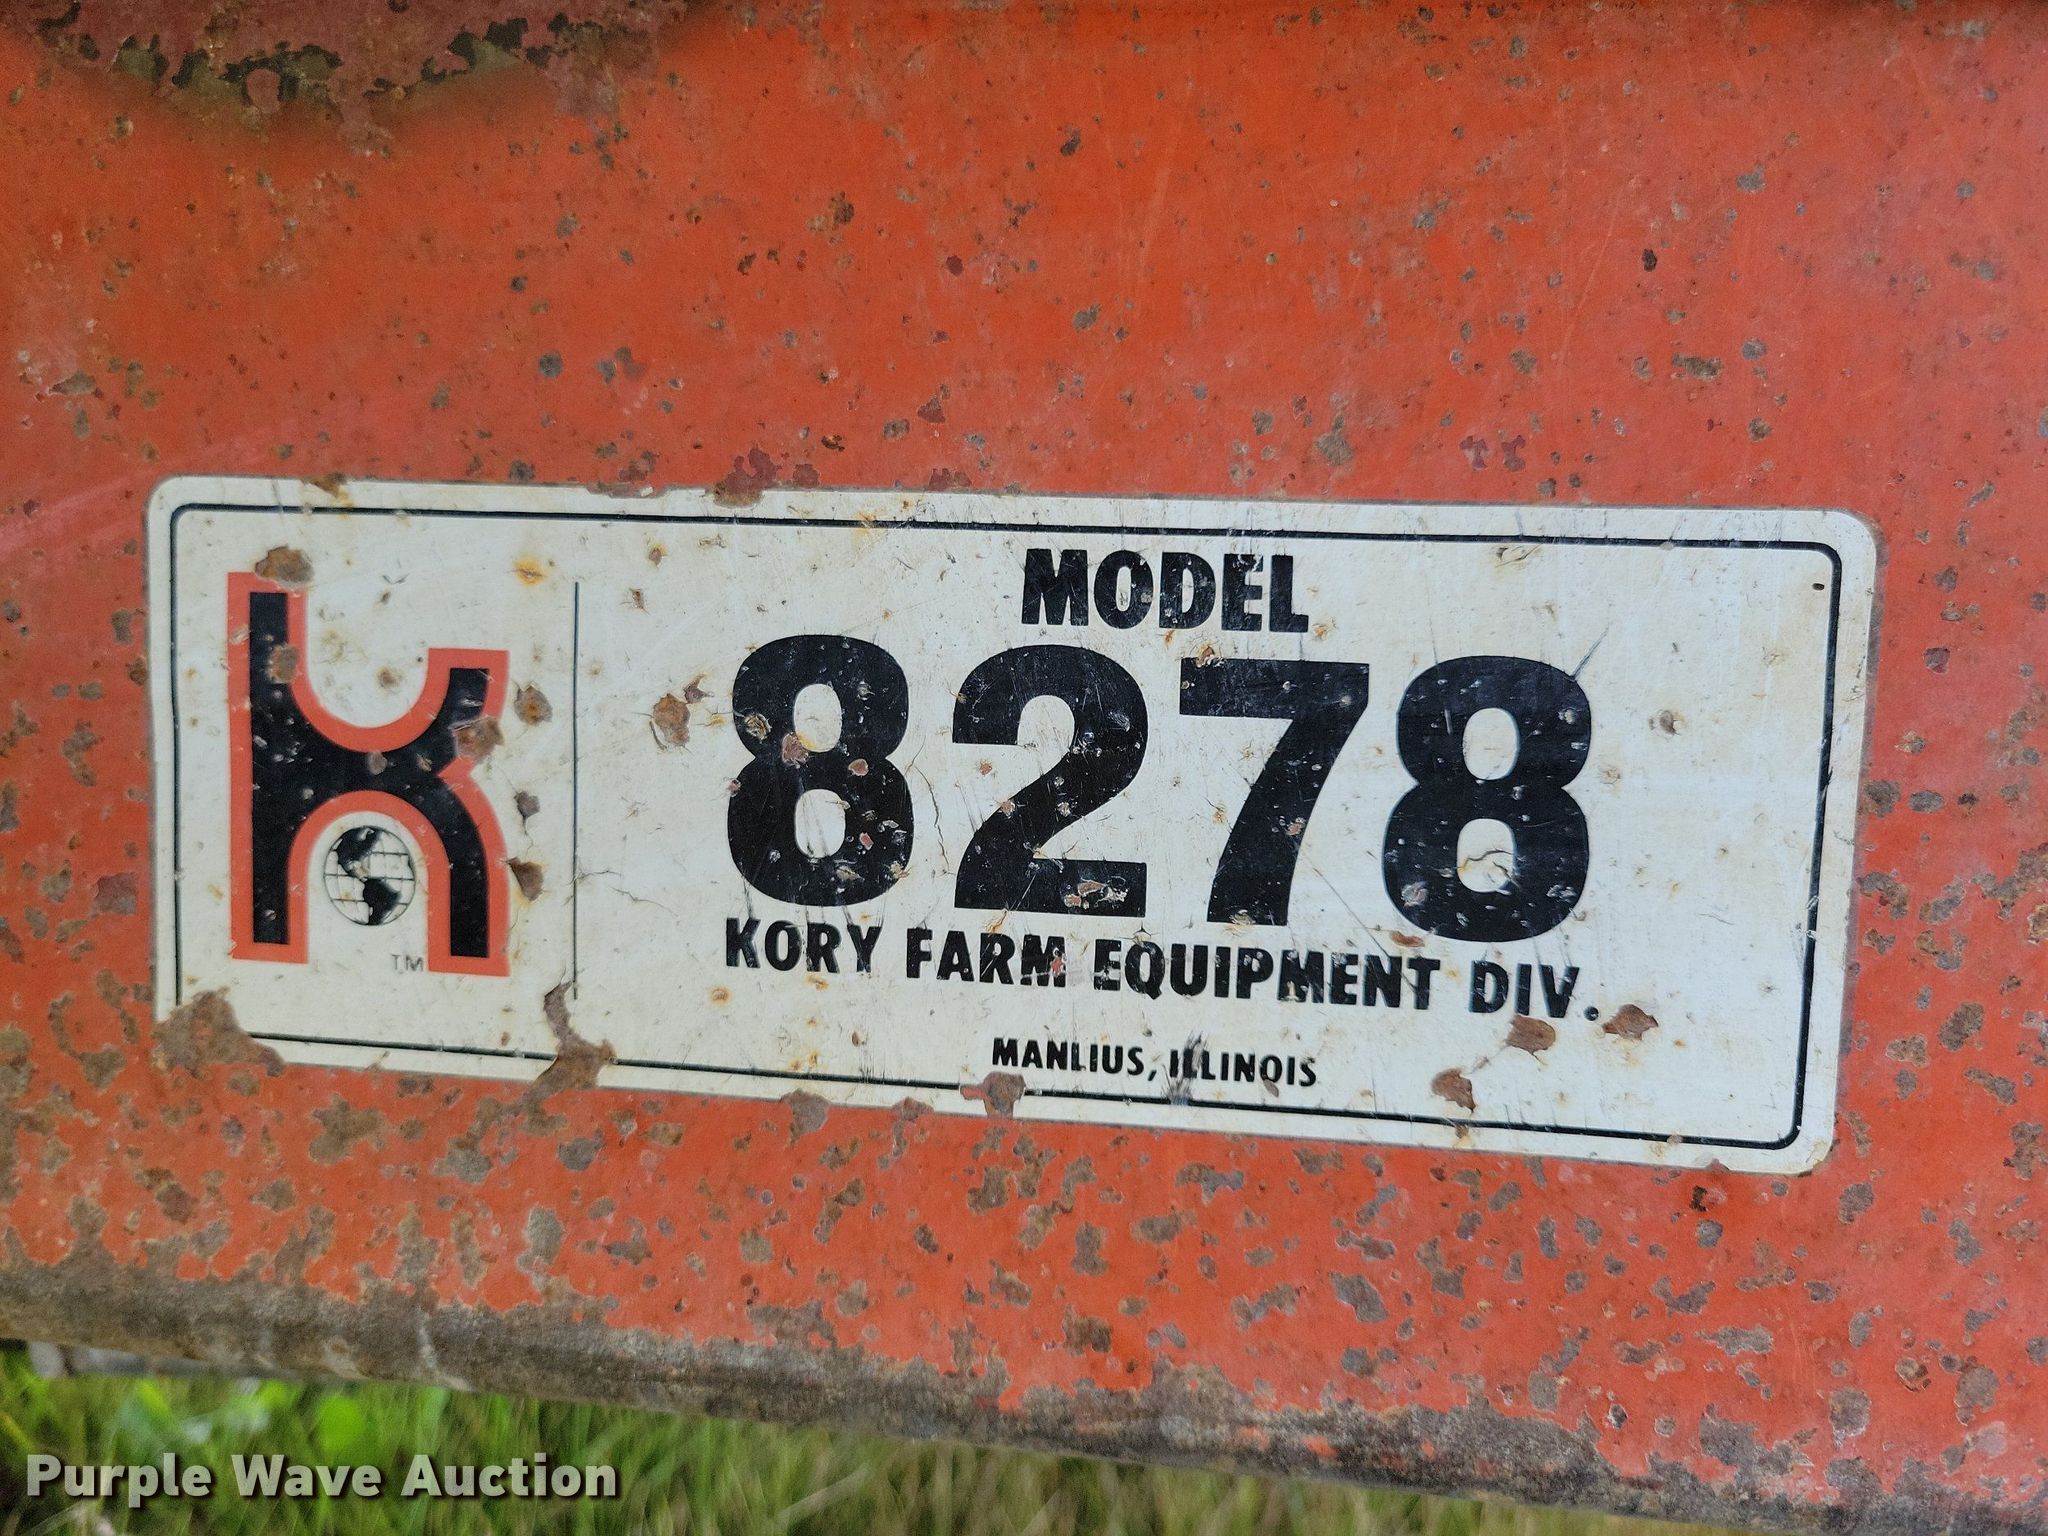 MODEL
8278
KORY FARM EQUIPMENT DIV.
MANLIUS, ILLINOIS
K
TM
Purple Wave Auction